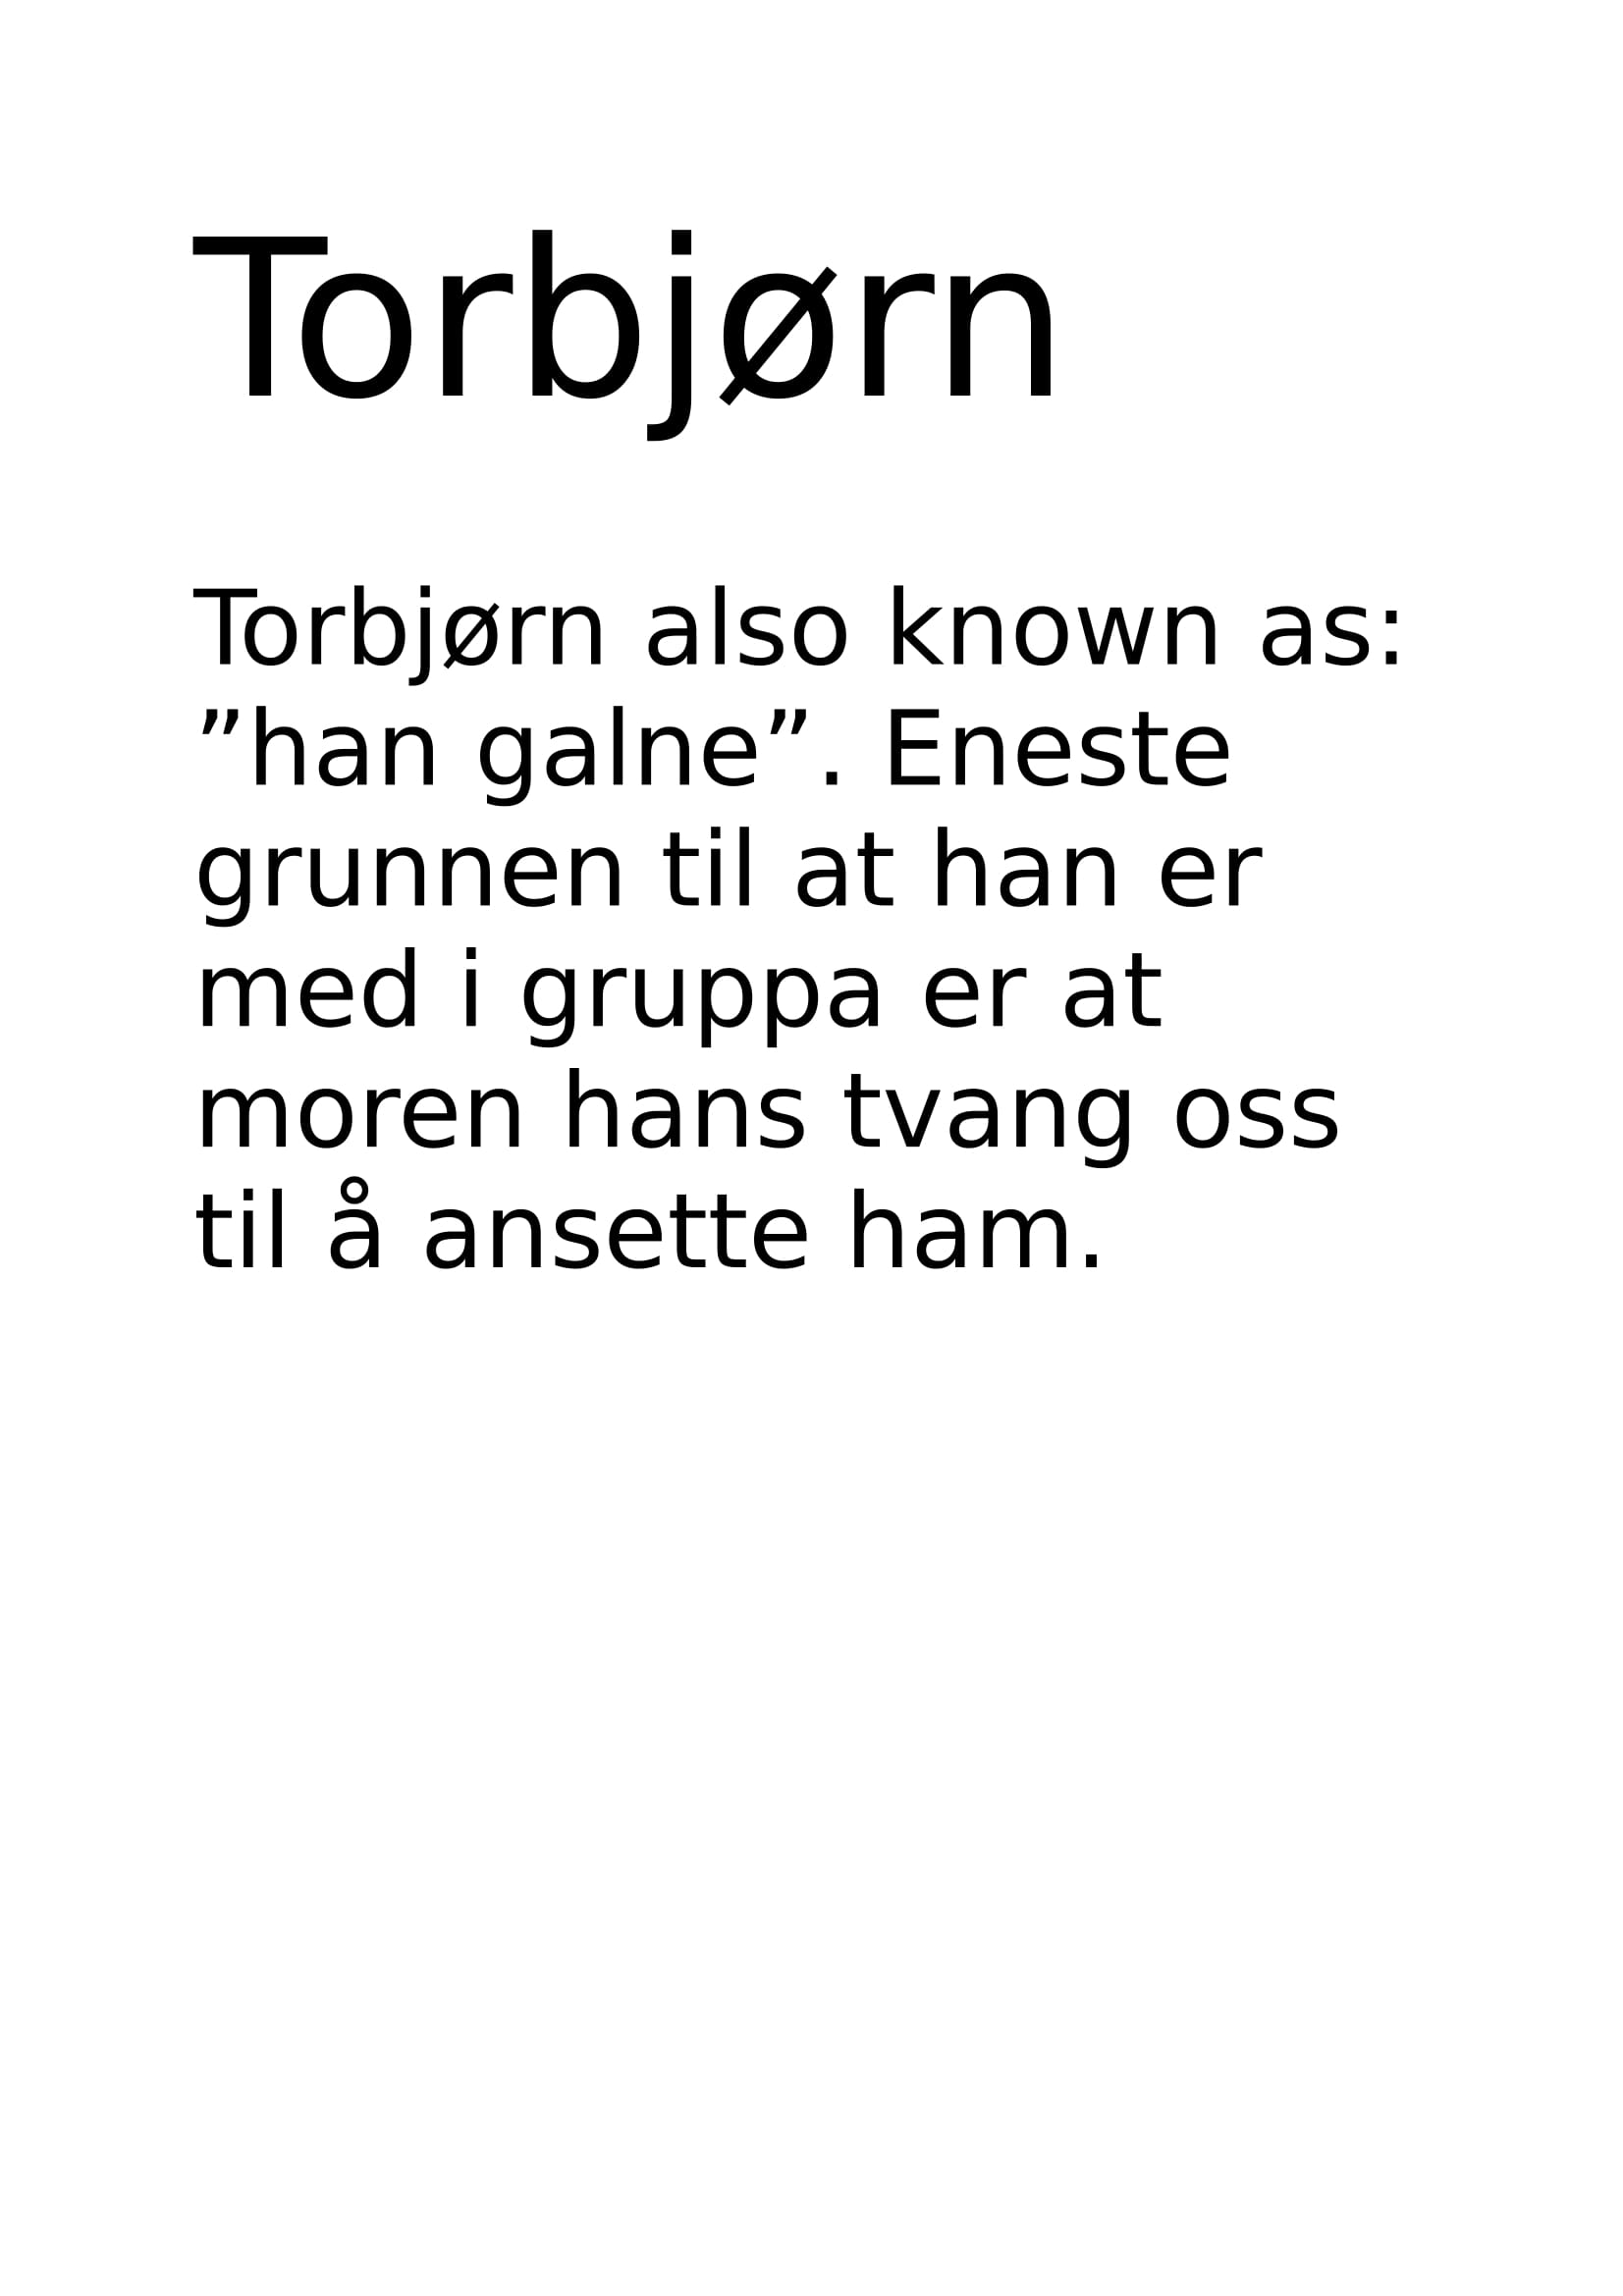 Torbjørn
Torbjørn also known as:
”han galne”. Eneste
grunnen til at han er
med i gruppa er at
moren hans tvang oss
til å ansette ham.